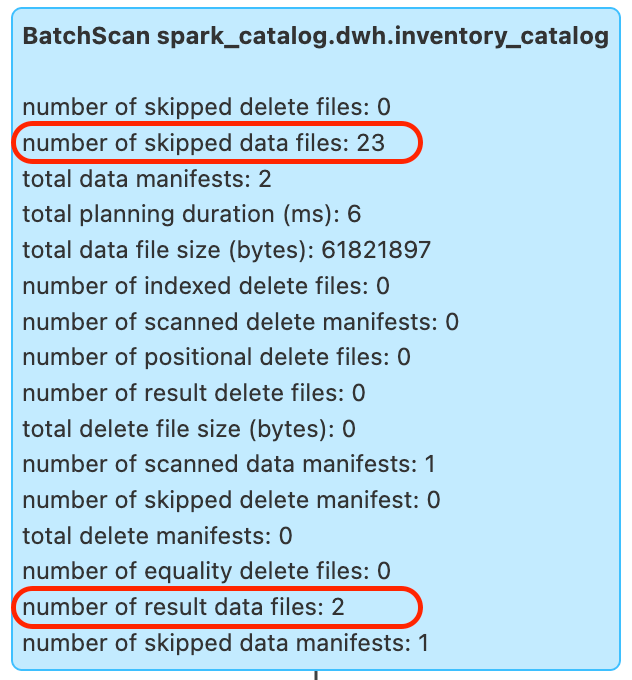 BatchScan spark_catalog.dwh.inventory_catalog
number of skipped delete files: 0
number of skipped data files: 23
total data manifests: 2
total planning duration (ms): 6
total data file size (bytes): 61821897
number of indexed delete files: 0
number of scanned delete manifests: 0
number of positional delete files: 0
number of result delete files: 0
total delete file size (bytes): 0
number of scanned data manifests: 1
number of skipped delete manifest: 0
total delete manifests: 0
number of equality delete files: 0
number of result data files: 2
number of skipped data manifests: 1